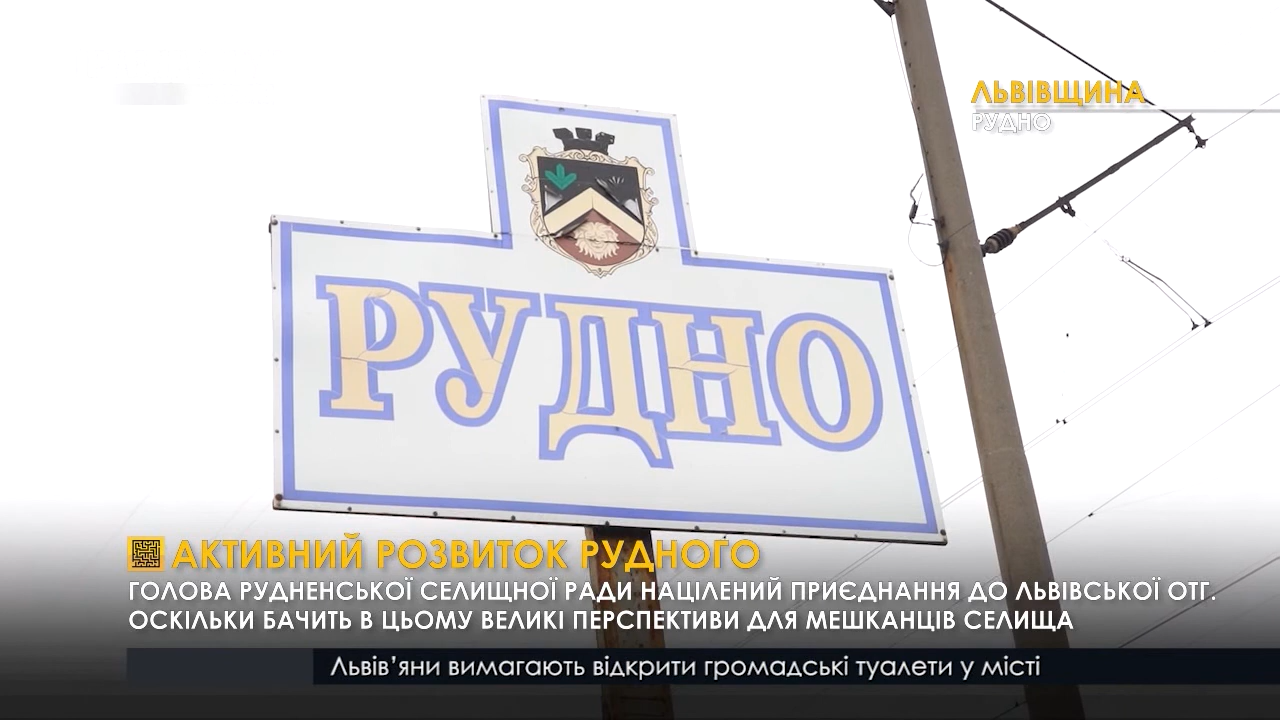 ЛЬВІВЩИНА
РУДНО
РУДНО
АКТИВНИЙ РОЗВИТОК РУДНОГО
ГОЛОВА РУДНЕНСЬКОЇ СЕЛИЩНОЇ РАДИ НАЦІЛЕНИЙ ПРИЄДНАННЯ ДО ЛЬВІВСЬКОЇ ОТГ.
ОСКІЛЬКИ БАЧИТЬ В ЦЬОМУ ВЕЛИКІ ПЕРСПЕКТИВИ ДЛЯ МЕШКАНЦІВ СЕЛИЩА
Львів’яни вимагають відкрити громадські туалети у місті